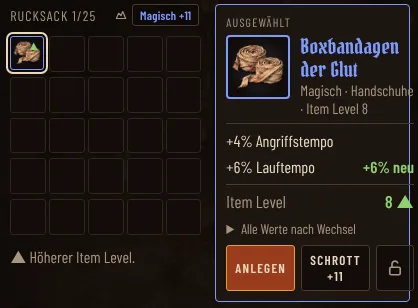 RUCKSACK 1/25
Magisch +11
Höherer Item Level.
AUSGEWÄHLT
Boxbandagen
der Glut
Magisch · Handschuhe
· Item Level 8
+4% Angriffstempo
+6% Lauftempo +6% neu
Item Level 8
Alle Werte nach Wechsel
ANLEGEN
SCHROTT
+11